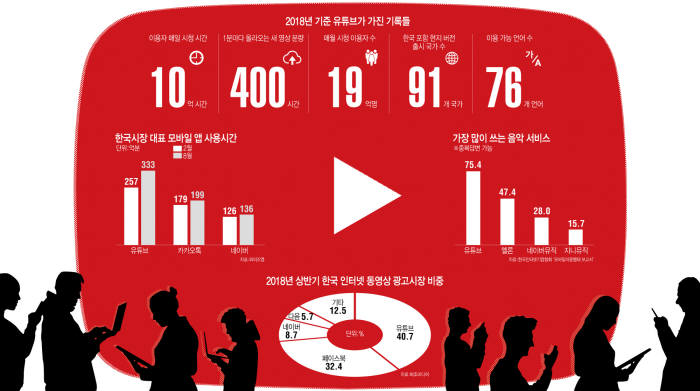 2018년 기준 유튜브가 가진 기록들
이용자 매일 시청 시간
10 억 시간
1분마다 올라오는 새 영상 분량
400 시간
매월 시청 이용자 수
19 억명
한국 포함 현지 버전
출시 국가 수
91 개 국가
이용 가능 언어 수
가/A
76 개 언어
한국시장 대표 모바일 앱 사용시간
단위:억분
2월
8월
257 333
179 199
126 136
유튜브 카카오톡 네이버
자료:와이즈앱
가장 많이 쓰는 음악 서비스
※중복답변 가능
75.4
47.4
28.0
15.7
유튜브 멜론 네이버뮤직 지니뮤직
2018년 상반기 한국 인터넷 동영상 광고시장 비중
기타
12.5
다음 5.7
네이버
8.7
단위:%
유튜브
40.7
페이스북
32.4